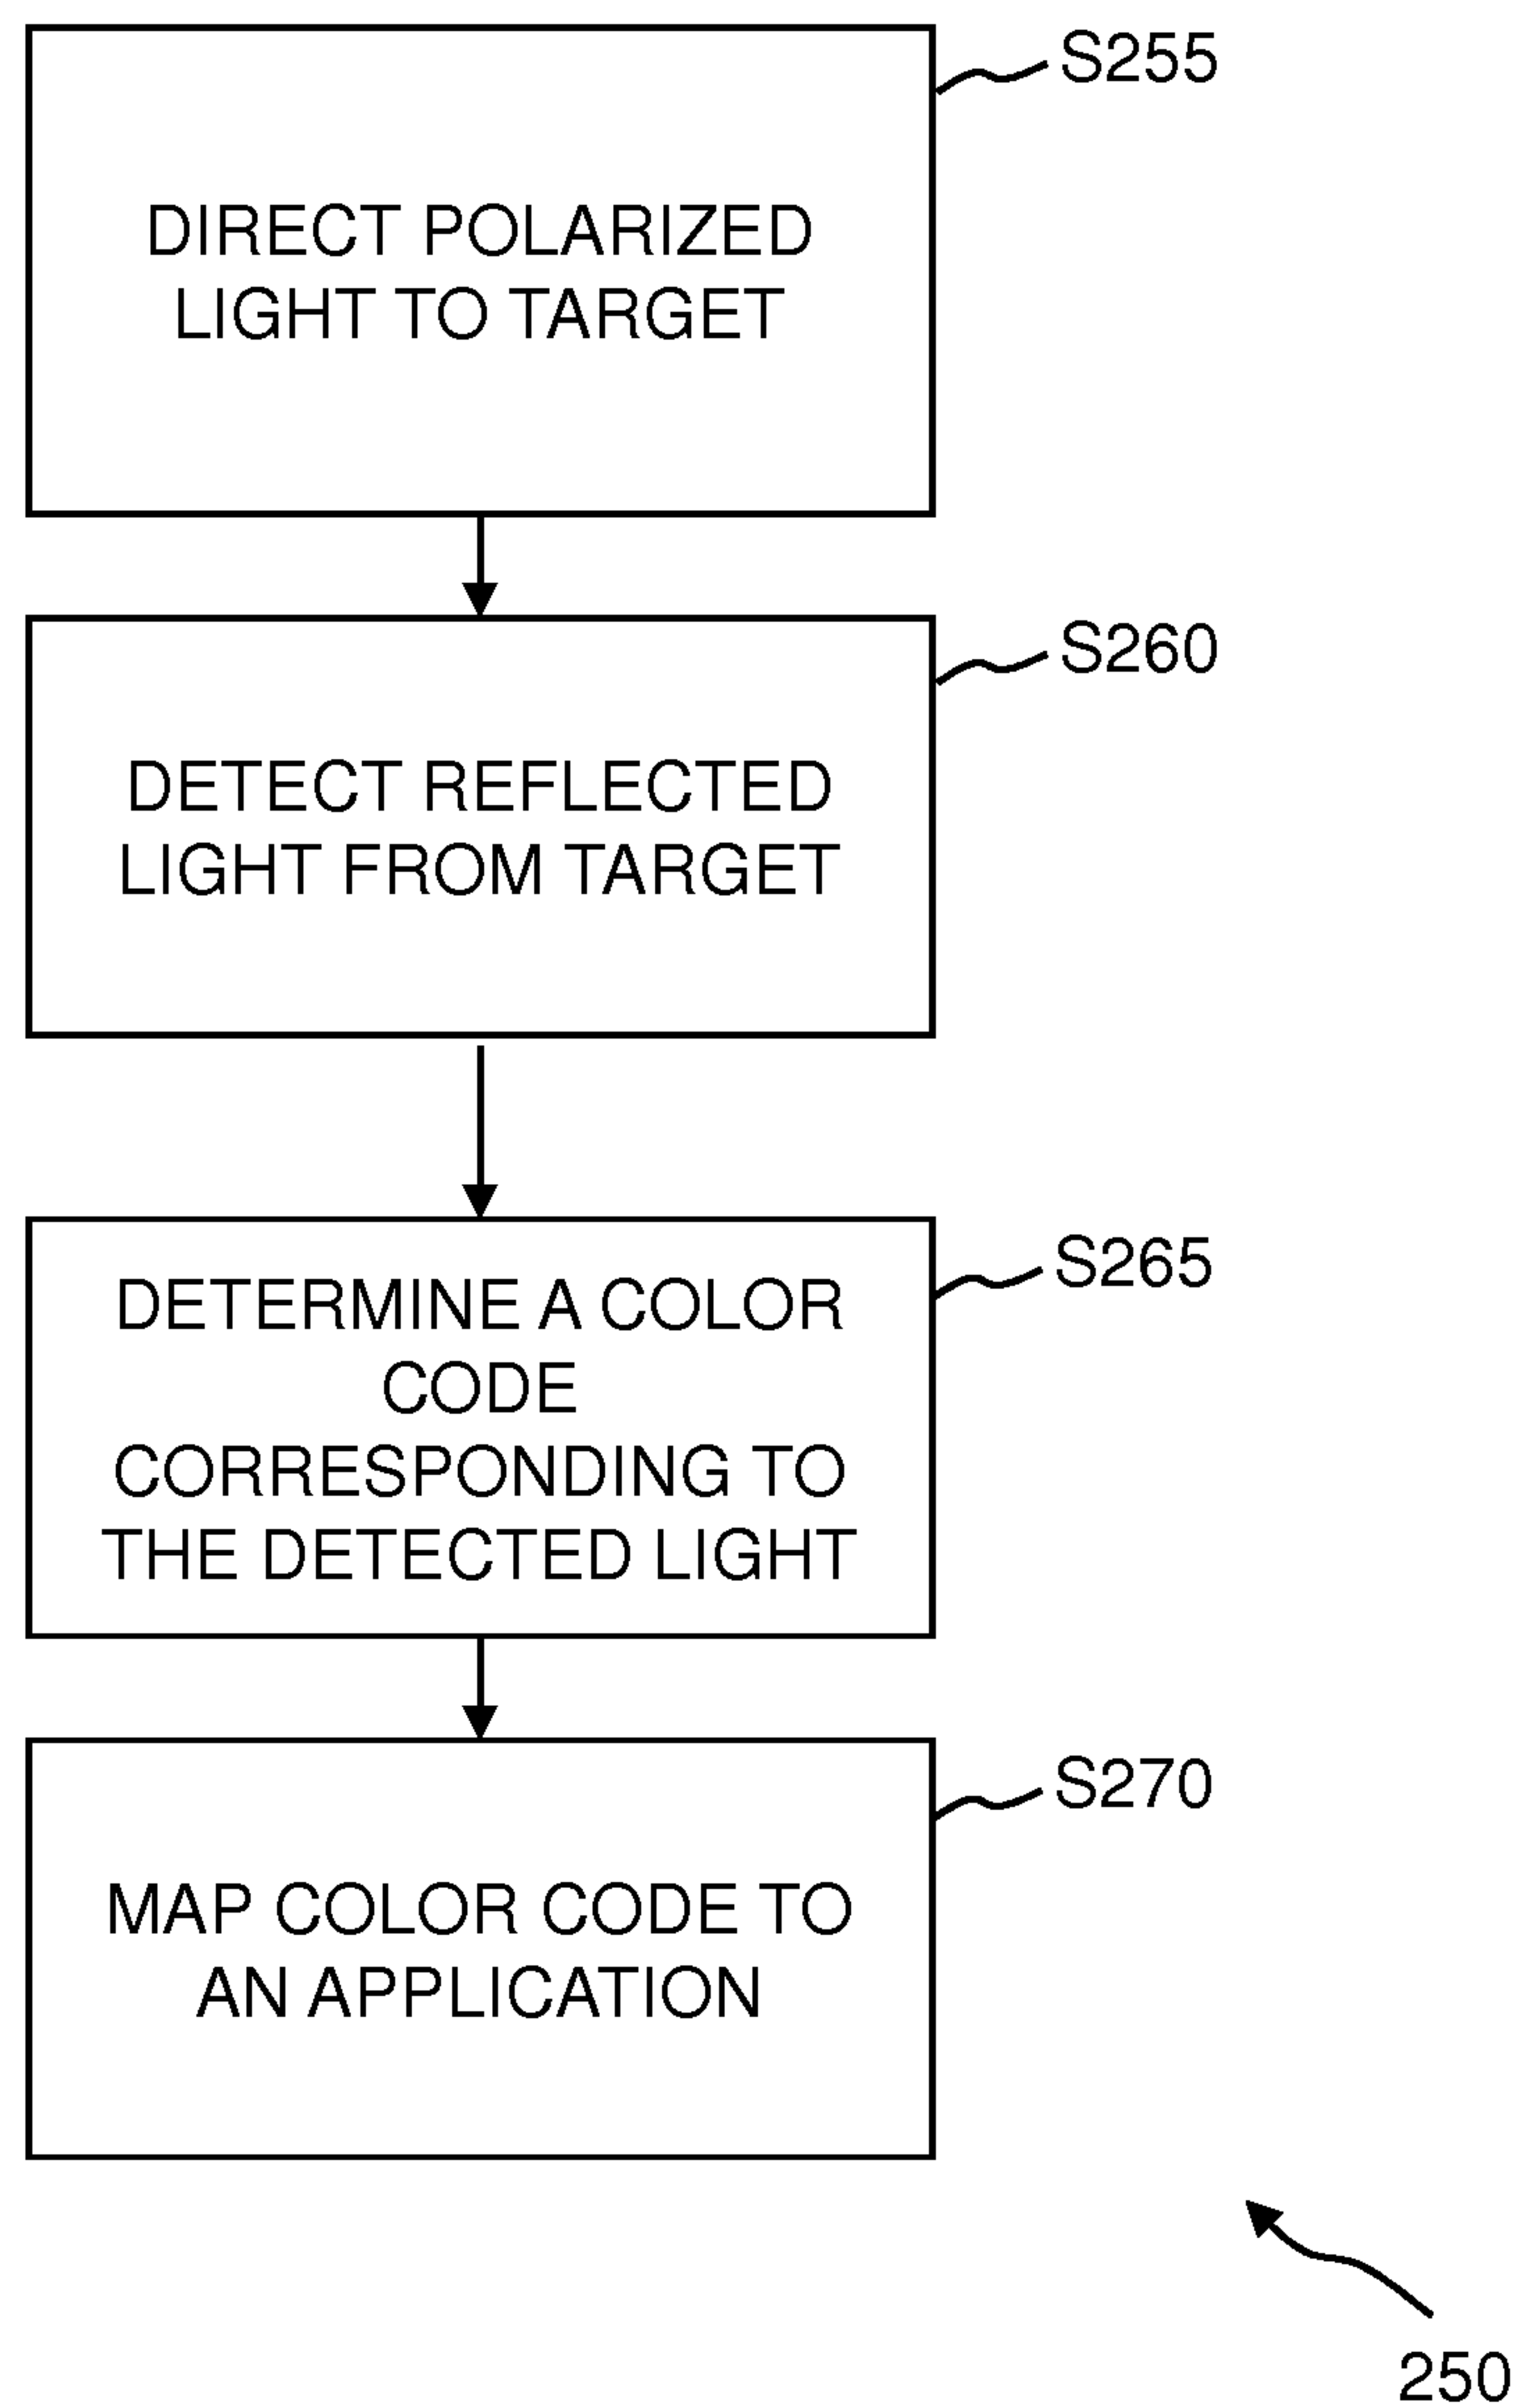 S255
DIRECT POLARIZED
LIGHT TO TARGET
S260
DETECT REFLECTED
LIGHT FROM TARGET
S265
DETERMINE A COLOR
CODE
CORRESPONDING TO
THE DETECTED LIGHT
S270
MAP COLOR CODE TO
AN APPLICATION
250